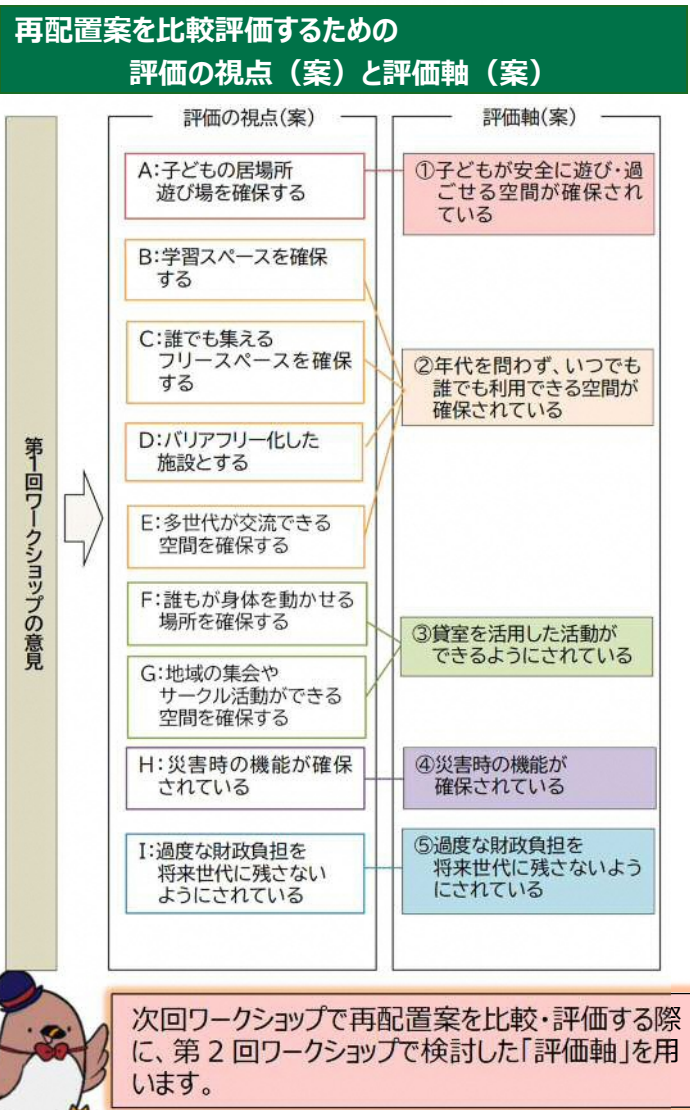 再配置案を比較評価するための
評価の視点（案）と評価軸（案）
第1回ワークショップの意見
評価の視点(案)
A:子どもの居場所
遊び場を確保する
B:学習スペースを確保
する
C:誰でも集える
フリースペースを確保
する
D:バリアフリー化した
施設とする
E:多世代が交流できる
空間を確保する
F:誰もが身体を動かせる
場所を確保する
G:地域の集会や
サークル活動ができる
空間を確保する
H:災害時の機能が確保
されている
I:過度な財政負担を
将来世代に残さない
ようにされている
評価軸(案)
①子どもが安全に遊び・過
ごせる空間が確保され
ている
②年代を問わず、いつでも
誰でも利用できる空間が
確保されている
③貸室を活用した活動が
できるようにされている
④災害時の機能が
確保されている
⑤過度な財政負担を
将来世代に残さないよう
にされている
次回ワークショップで再配置案を比較・評価する際
に、第２回ワークショップで検討した「評価軸」を用
います。